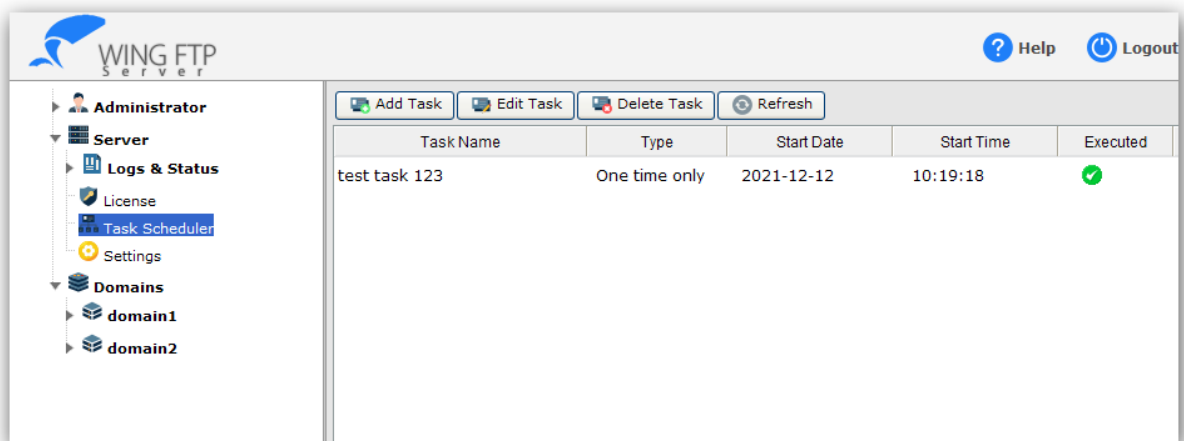 WING FTP
Server
Help
Logout
Administrator
Server
Logs & Status
License
Task Scheduler
Settings
Domains
domain1
domain2
Add Task
Edit Task
Delete Task
Refresh
Task Name Type Start Date Start Time Executed
test task 123 One time only 2021-12-12 10:19:18